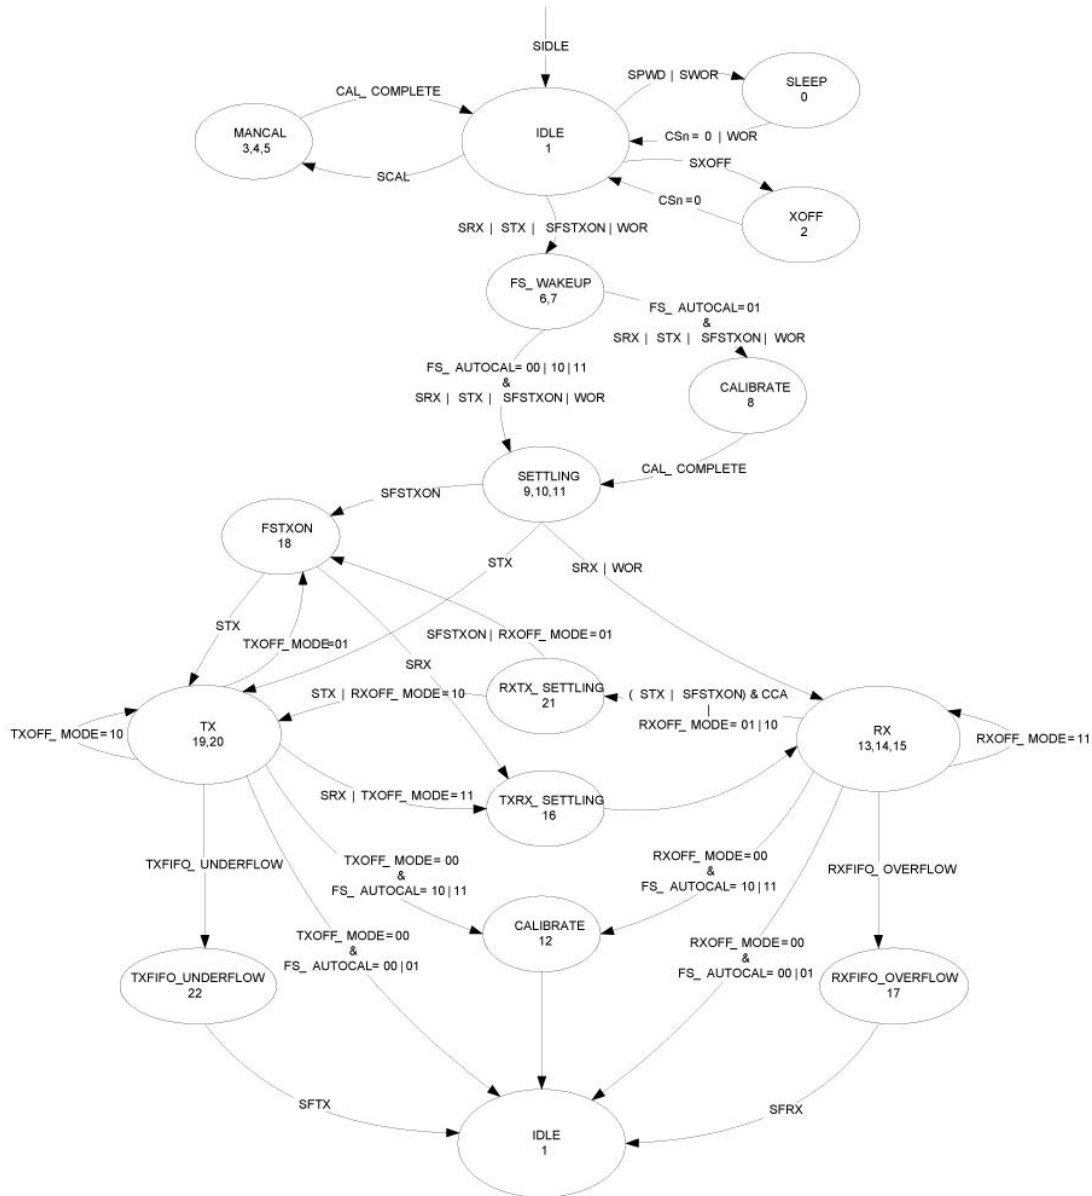 SIDLE
SPWD | SWOR
SLEEP
0
CAL_ COMPLETE
MANCAL
3,4,5
IDLE
1
CSn = 0 | WOR
SCAL
SXOFF
CSn = 0
XOFF
2
SRX | STX | SFSTXON | WOR
FS_ WAKEUP
6,7
FS_ AUTOCAL = 01
&
SRX | STX | SFSTXON | WOR
FS_ AUTOCAL = 00 | 10 | 11
&
SRX | STX | SFSTXON | WOR
CALIBRATE
8
CAL_ COMPLETE
SETTLING
9,10,11
SFSTXON
FSTXON
18
STX
SRX | WOR
STX
TXOFF_ MODE=01
SFSTXON | RXOFF_ MODE = 01
SRX
RXTX_ SETTLING
21
STX | RXOFF_ MODE = 10
( STX | SFSTXON) & CCA
|
RXOFF_ MODE = 01 | 10
TXOFF_ MODE = 10
TX
19,20
RX
13,14,15
RXOFF_ MODE = 11
SRX | TXOFF_ MODE = 11
TXRX_ SETTLING
16
TXFIFO_ UNDERFLOW
TXOFF_ MODE = 00
&
FS_ AUTOCAL = 10 | 11
RXOFF_ MODE = 00
&
FS_ AUTOCAL = 10 | 11
RXFIFO_ OVERFLOW
CALIBRATE
12
TXOFF_ MODE = 00
&
FS_ AUTOCAL = 00 | 01
RXOFF_ MODE = 00
&
FS_ AUTOCAL = 00 | 01
TXFIFO_UNDERFLOW
22
RXFIFO_OVERFLOW
17
SFTX
SFRX
IDLE
1